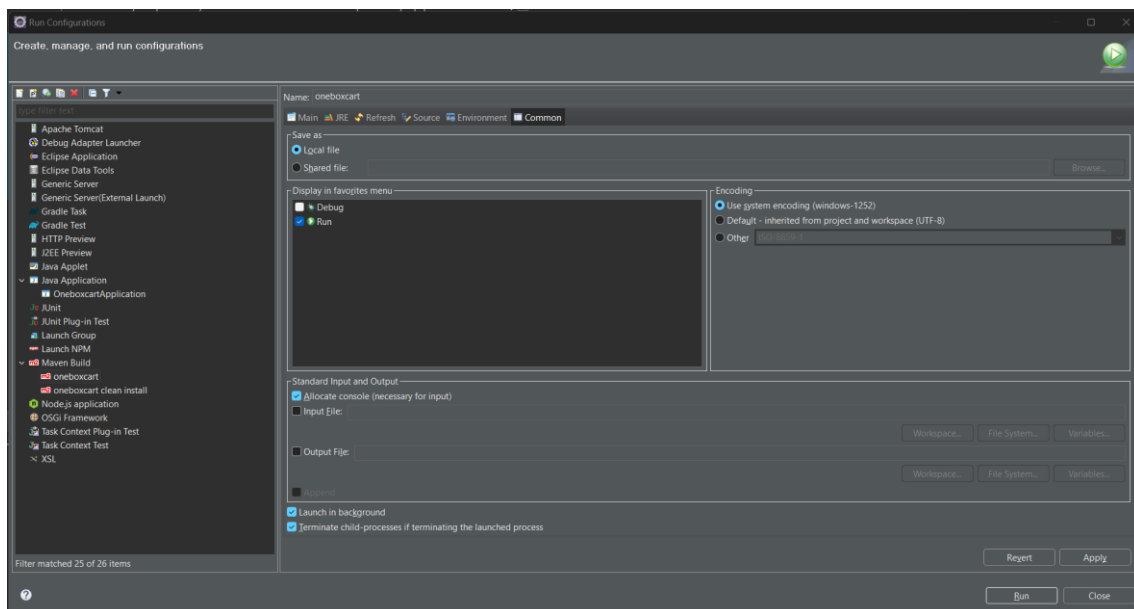 Run Configurations
Create, manage, and run configurations
type filter text
Apache Tomcat
Debug Adapter Launcher
Eclipse Application
Eclipse Data Tools
Generic Server
Generic Server(External Launch)
Gradle Task
Gradle Test
HTTP Preview
J2EE Preview
Java Applet
Java Application
OneboxcartApplication
JUnit
JUnit Plug-in Test
Launch Group
Launch NPM
Maven Build
oneboxcart
oneboxcart clean install
Node.js application
OSGi Framework
Task Context Plug-in Test
Task Context Test
XSL
Filter matched 25 of 26 items
Name: oneboxcart
Main JRE Refresh Source Environment Common
Save as
Local file
Shared file: Browse...
Display in favorites menu
Debug
Run
Encoding
Use system encoding (windows-1252)
Default - inherited from project and workspace (UTF-8)
Other ISO-8859-1
Standard Input and Output
Allocate console (necessary for input)
Input File:
Workspace... File System... Variables...
Output File:
Workspace... File System... Variables...
Append
Launch in background
Terminate child-processes if terminating the launched process
Revert Apply
Run Close